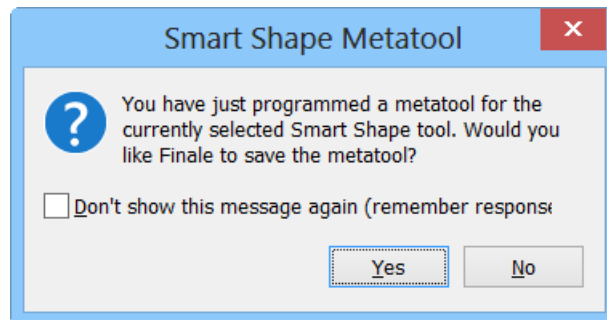 Smart Shape Metatool
You have just programmed a metatool for the
currently selected Smart Shape tool. Would you
like Finale to save the metatool?
Don't show this message again (remember response
Yes
No